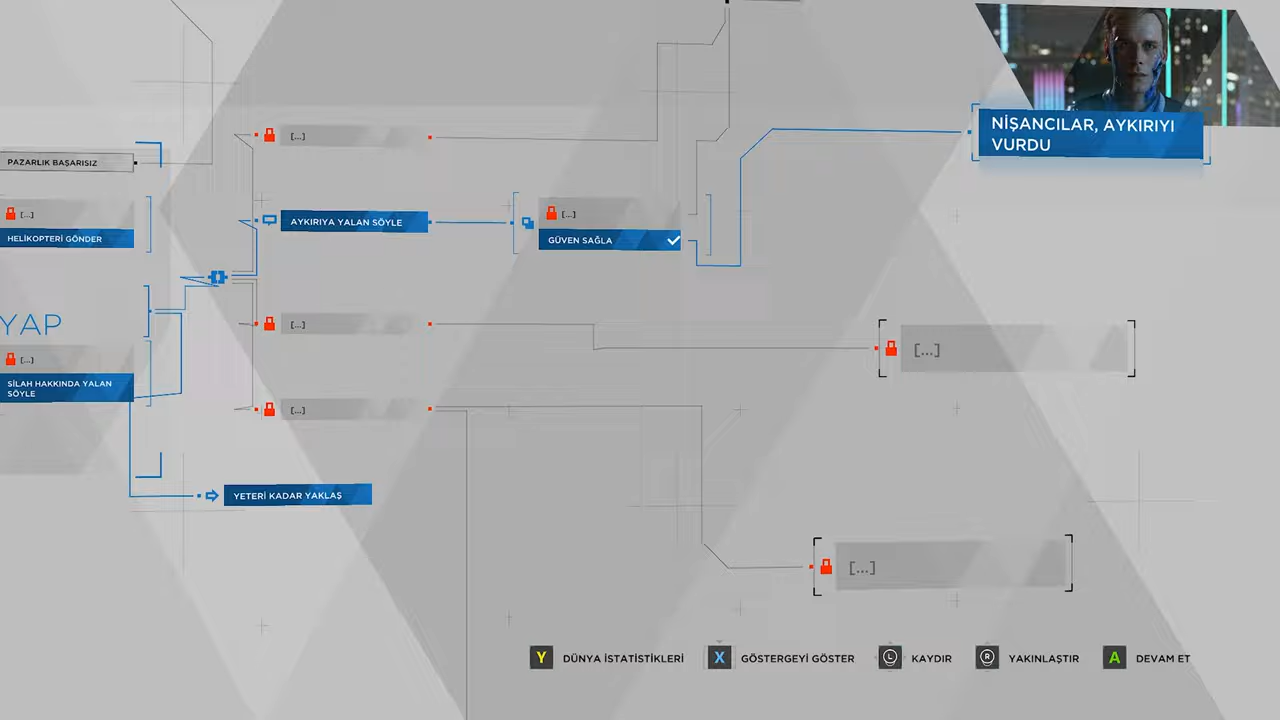 NİŞANCILAR, AYKIRIYI
VURDU
[...]
PAZARLIK BAŞARISIZ
[...]
[...]
AYKIRIYA YALAN SÖYLE
HELİKOPTERİ GÖNDER
GÜVEN SAĞLA
YAP
[...]
[...]
[...]
SİLAH HAKKINDA YALAN
SÖYLE
[...]
YETERİ KADAR YAKLAŞ
[...]
Y DÜNYA İSTATİSTİKLERİ
X GÖSTERGEYİ GÖSTER
L KAYDIR
R YAKINLAŞTIR
A DEVAM ET